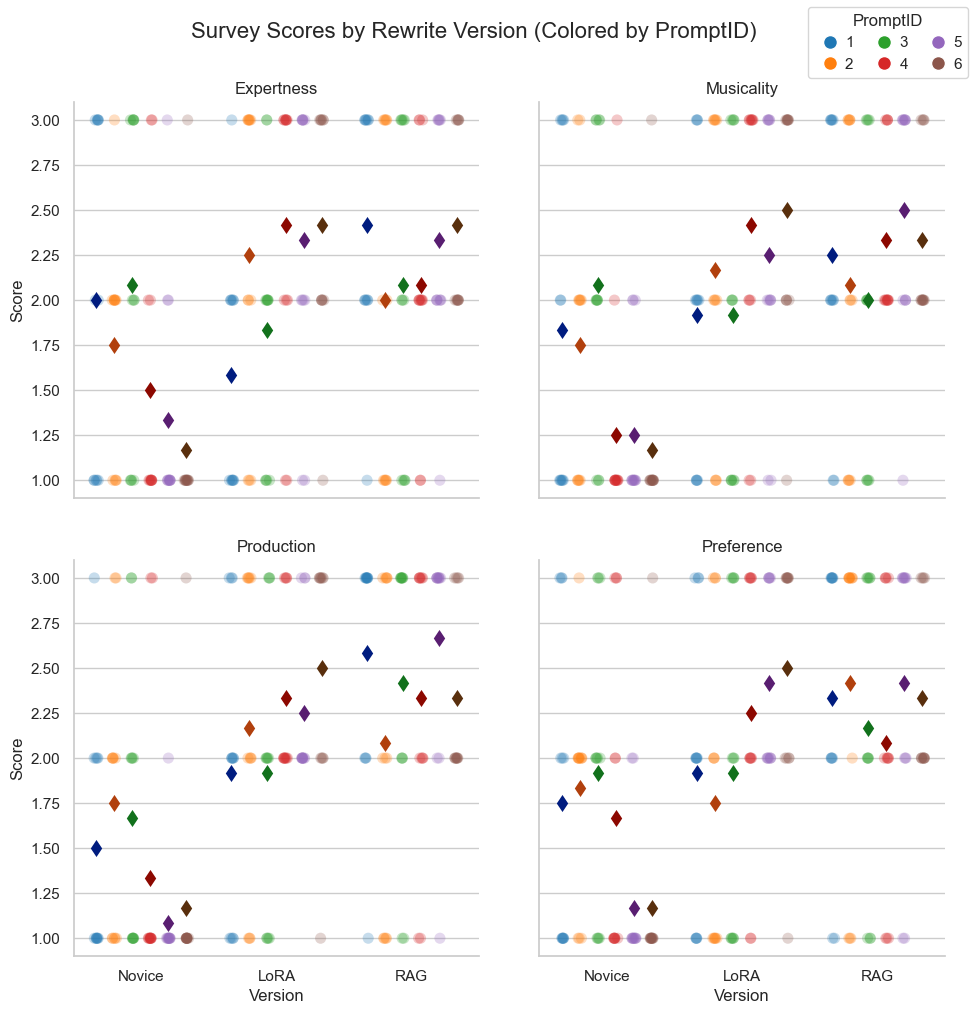 Survey Scores by Rewrite Version (Colored by PromptID)
PromptID
1 3 5
2 4 6
Expertness
Musicality
3.00
2.75
2.50
2.25
2.00
1.75
1.50
1.25
1.00
Score
Production
Preference
3.00
2.75
2.50
2.25
2.00
1.75
1.50
1.25
1.00
Score
Novice LoRA RAG
Version
Novice LoRA RAG
Version